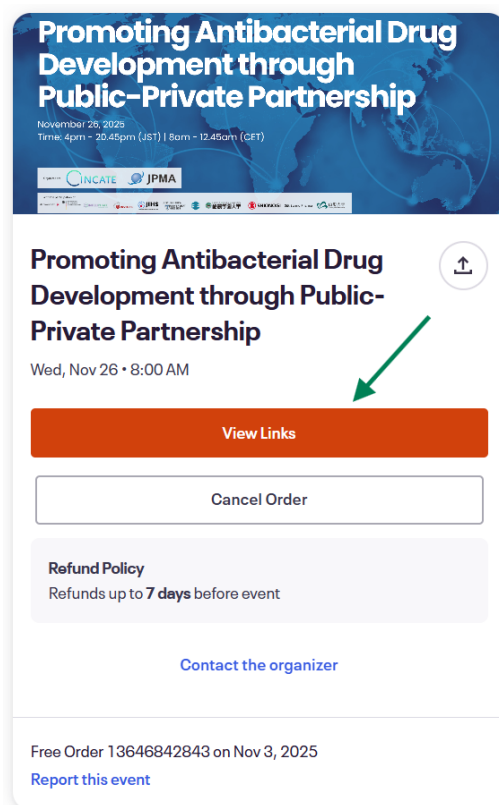 Promoting Antibacterial Drug
Development through
Public-Private Partnership
November 26, 2025
Time: 4pm - 20.45pm (JST) | 8am - 12.45am (CET)
INCATE JPMA
JIHS SHIONOGI
Promoting Antibacterial Drug
Development through Public-
Private Partnership
Wed, Nov 26 • 8:00 AM
View Links
Cancel Order
Refund Policy
Refunds up to 7 days before event
Contact the organizer
Free Order 13646842843 on Nov 3, 2025
Report this event